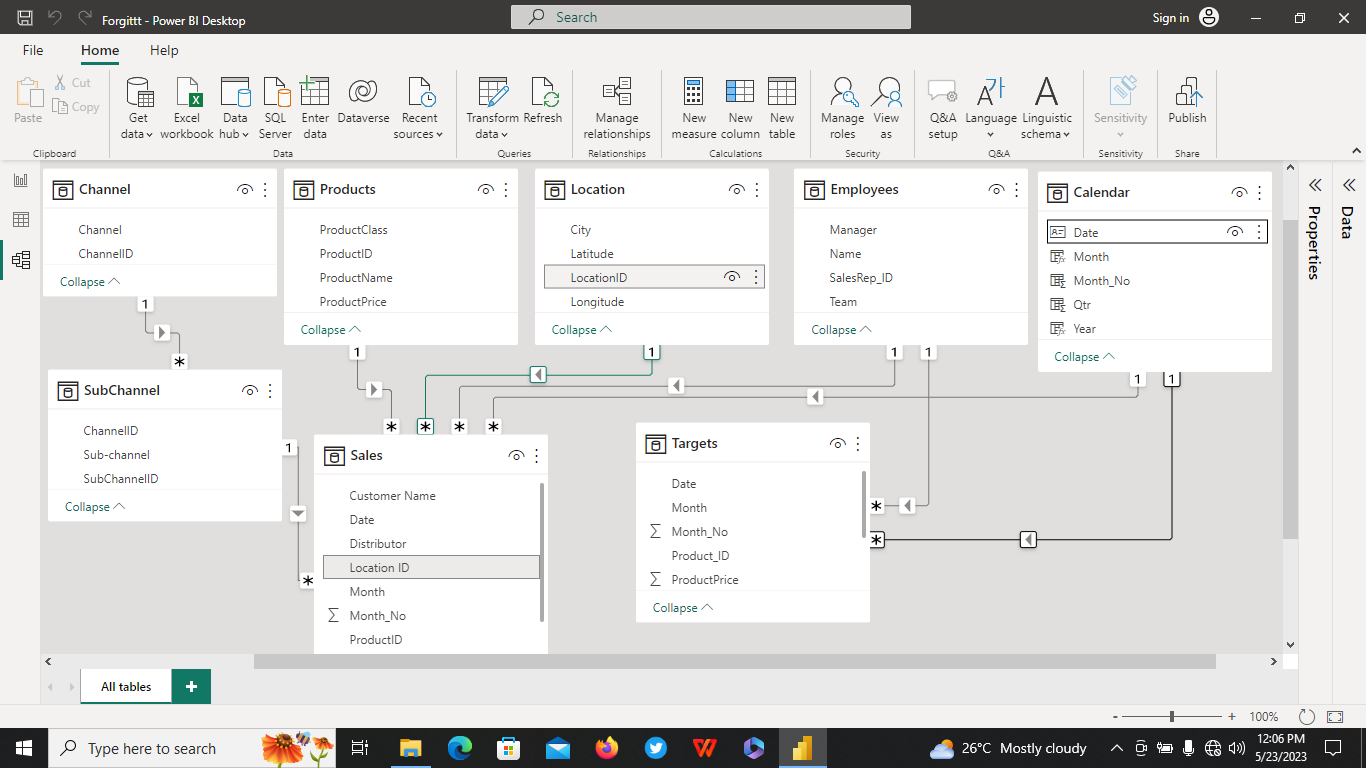 Forgittt - Power BI Desktop
Search
Sign in
File
Home
Help
Paste
Cut
Copy
Clipboard
Get data
Excel workbook
Data hub
SQL Server
Enter data
Dataverse
Recent sources
Data
Transform data
Refresh
Queries
Manage relationships
Relationships
New measure
New column
New table
Calculations
Manage roles
View as
Security
Q&A setup
Language
Linguistic schema
Q&A
Sensitivity
Sensitivity
Publish
Share
Channel
Channel
ChannelID
Collapse
1
*
Products
ProductClass
ProductID
ProductName
ProductPrice
Collapse
1
*
Location
City
Latitude
LocationID
Longitude
Collapse
1
*
Employees
Manager
Name
SalesRep_ID
Team
Collapse
1
1
*
*
Calendar
Date
Month
Month_No
Qtr
Year
Collapse
1
1
*
*
SubChannel
ChannelID
Sub-channel
SubChannelID
Collapse
1
*
Sales
Customer Name
Date
Distributor
Location ID
Month
Σ Month_No
ProductID
Targets
Date
Month
Σ Month_No
Product_ID
Σ ProductPrice
Collapse
Properties
Data
All tables
+
- + 100%
Type here to search
26°C Mostly cloudy
12:06 PM
5/23/2023